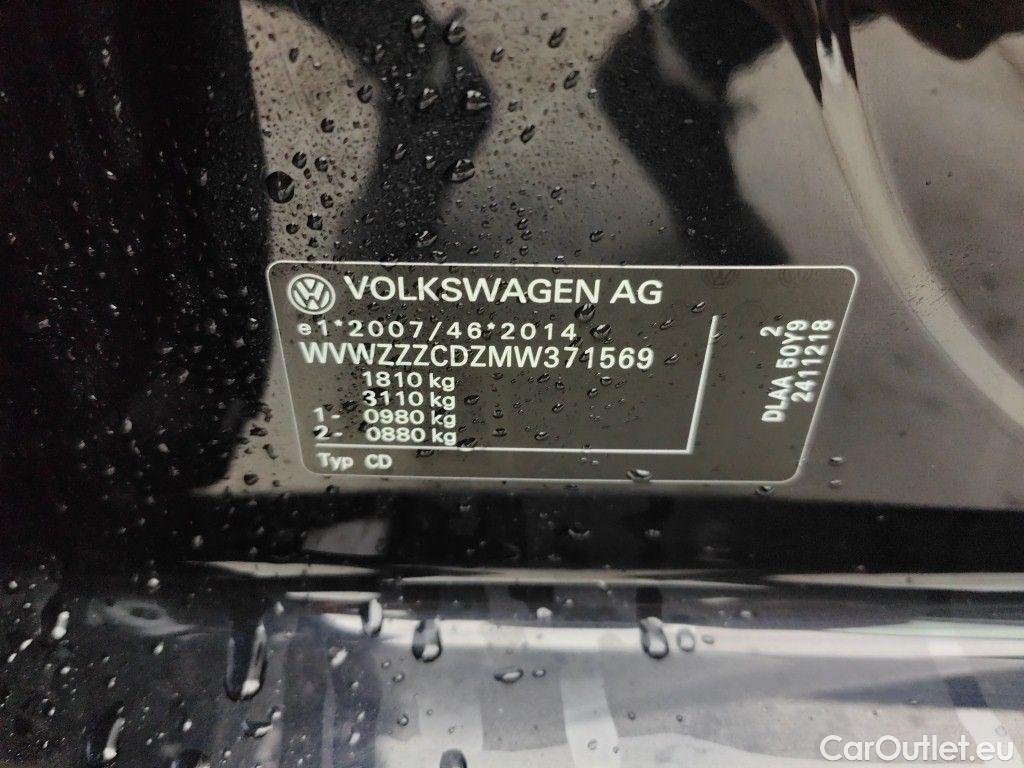 VOLKSWAGEN AG
e1*2007/46*2014
WVWZZZCDZMW371569
1810 kg
3110 kg
1- 0980 kg
2- 0880 kg
Typ CD
2
DLAA 50Y9
2411218
CarOutlet.eu